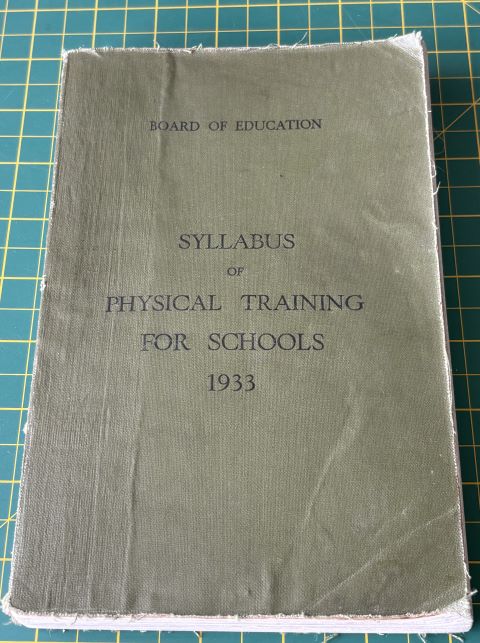 BOARD OF EDUCATION
SYLLABUS
OF
PHYSICAL TRAINING
FOR SCHOOLS
1933